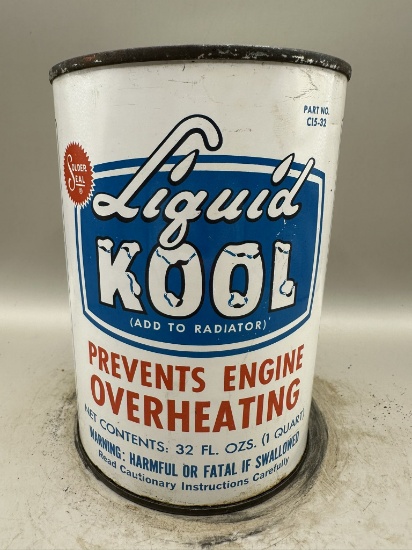 PART NO.
C15-32
SOLDER
SEAL
®
Liquid
KOOL
(ADD TO RADIATOR)
PREVENTS ENGINE
OVERHEATING
NET CONTENTS: 32 FL. OZS. (1 QUART)
WARNING: HARMFUL OR FATAL IF SWALLOWED
Read Cautionary Instructions Carefully